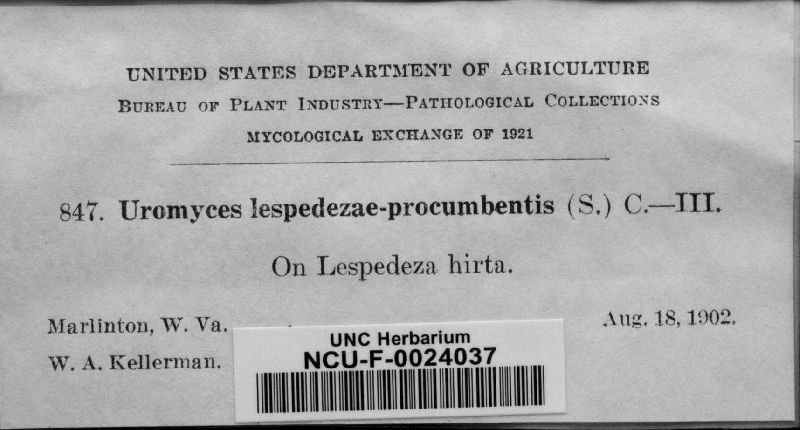 UNITED STATES DEPARTMENT OF AGRICULTURE
BUREAU OF PLANT INDUSTRY—PATHOLOGICAL COLLECTIONS
MYCOLOGICAL EXCHANGE OF 1921
847. Uromyces lespedezae-procumbentis (S.) C.—III.
On Lespedeza hirta.
Marlinton, W. Va. Aug. 18, 1902.
W. A. Kellerman.
UNC Herbarium
NCU-F-0024037